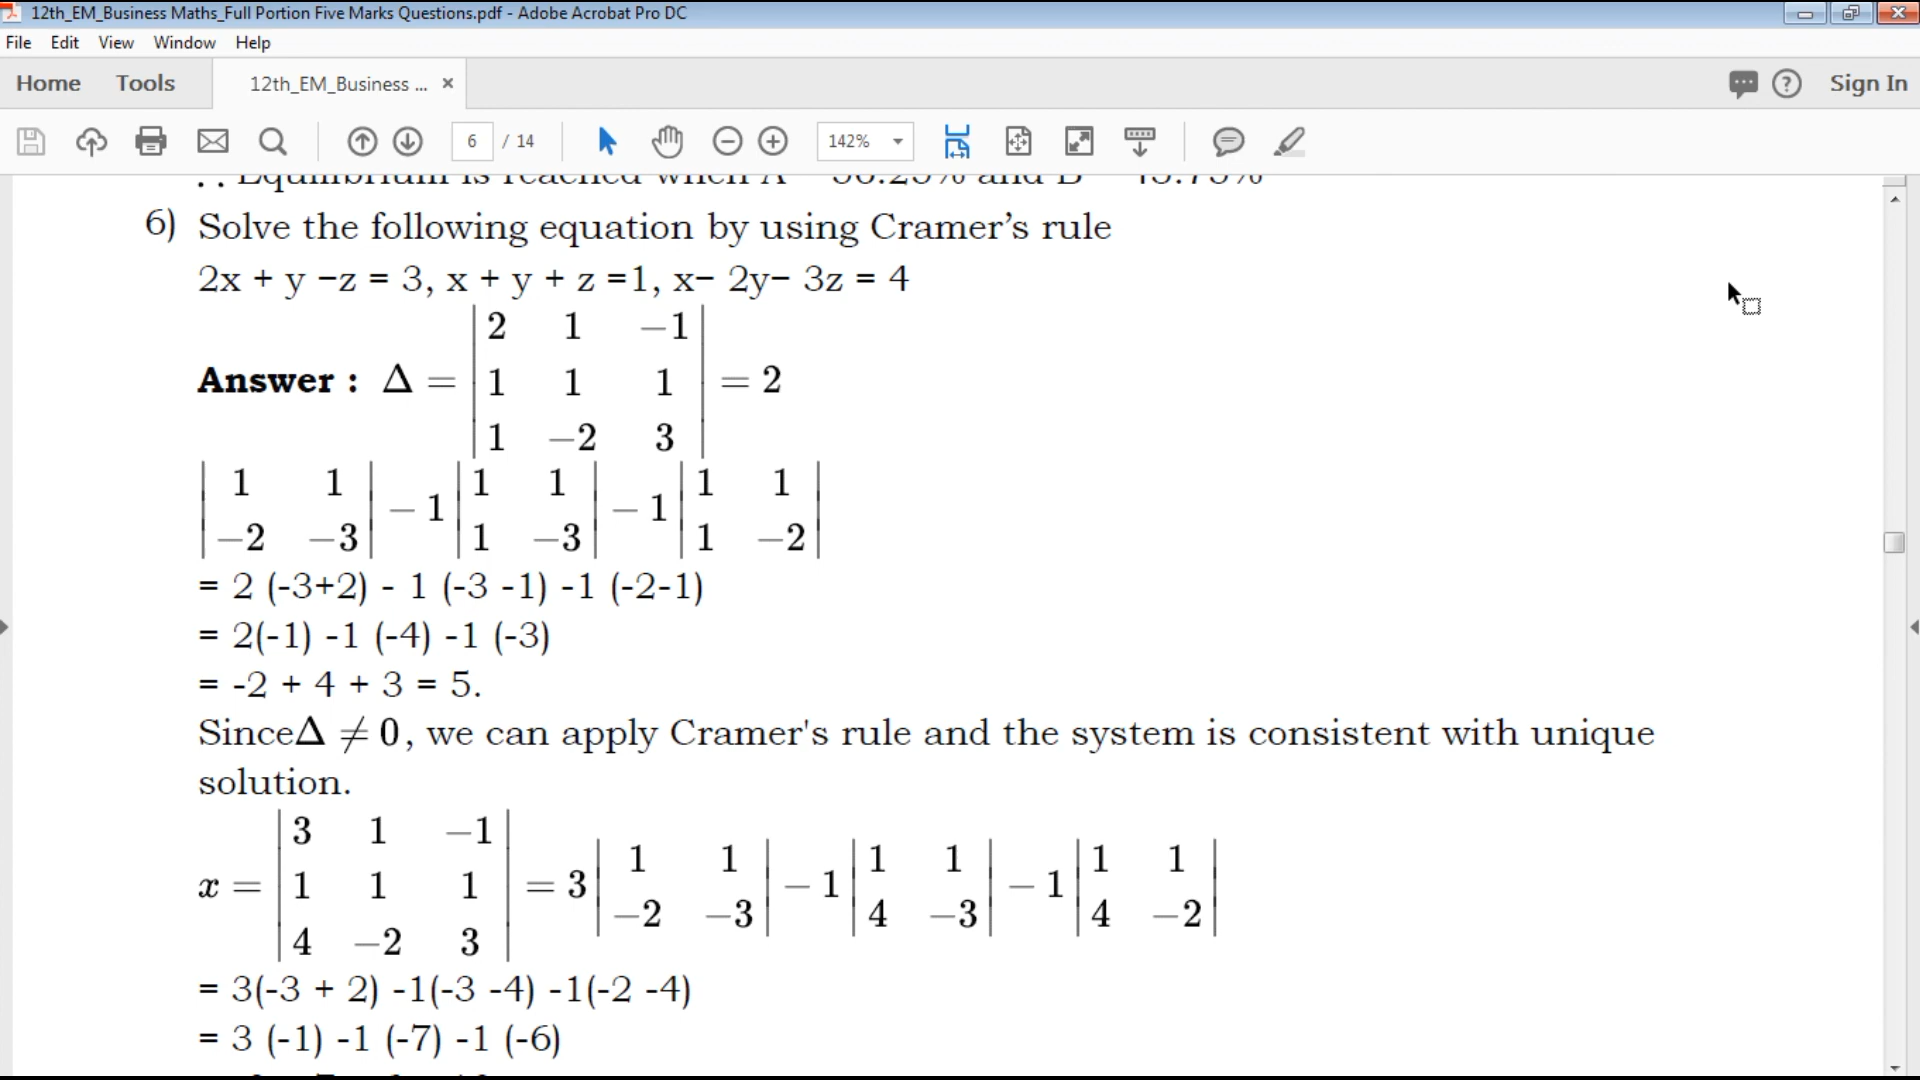 12th_EM_Business Maths_Full Portion Five Marks Questions.pdf - Adobe Acrobat Pro DC
File Edit View Window Help
Home Tools 12th_EM_Business ... × Sign In
6 / 14 142%
∴ Equilibrium is reached when A
6) Solve the following equation by using Cramer’s rule
2x + y −z = 3, x + y + z =1, x− 2y− 3z = 4
2 1 −1
Answer : Δ = | 1 1 1 | = 2
1 −2 3
| 1 1 | − 1 | 1 1 | − 1 | 1 1 |
| −2 −3 | | 1 −3 | | 1 −2 |
= 2 (-3+2) - 1 (-3 -1) -1 (-2-1)
= 2(-1) -1 (-4) -1 (-3)
= -2 + 4 + 3 = 5.
SinceΔ ≠ 0, we can apply Cramer's rule and the system is consistent with unique
solution.
3 1 −1
x = | 1 1 1 | = 3 | 1 1 | − 1 | 1 1 | − 1 | 1 1 |
4 −2 3 | −2 −3 | | 4 −3 | | 4 −2 |
= 3(-3 + 2) -1(-3 -4) -1(-2 -4)
= 3 (-1) -1 (-7) -1 (-6)